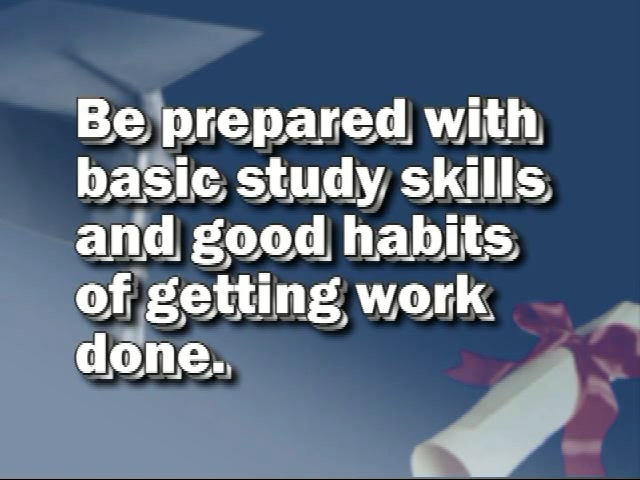 Be prepared with
basic study skills
and good habits
of getting work
done.